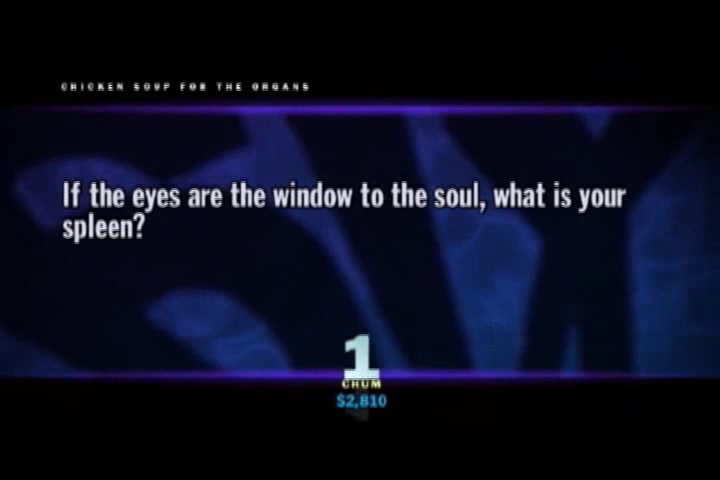 CHICKEN SOUP FOR THE ORGANS
If the eyes are the window to the soul, what is your
spleen?
1
CHUM
$2,810